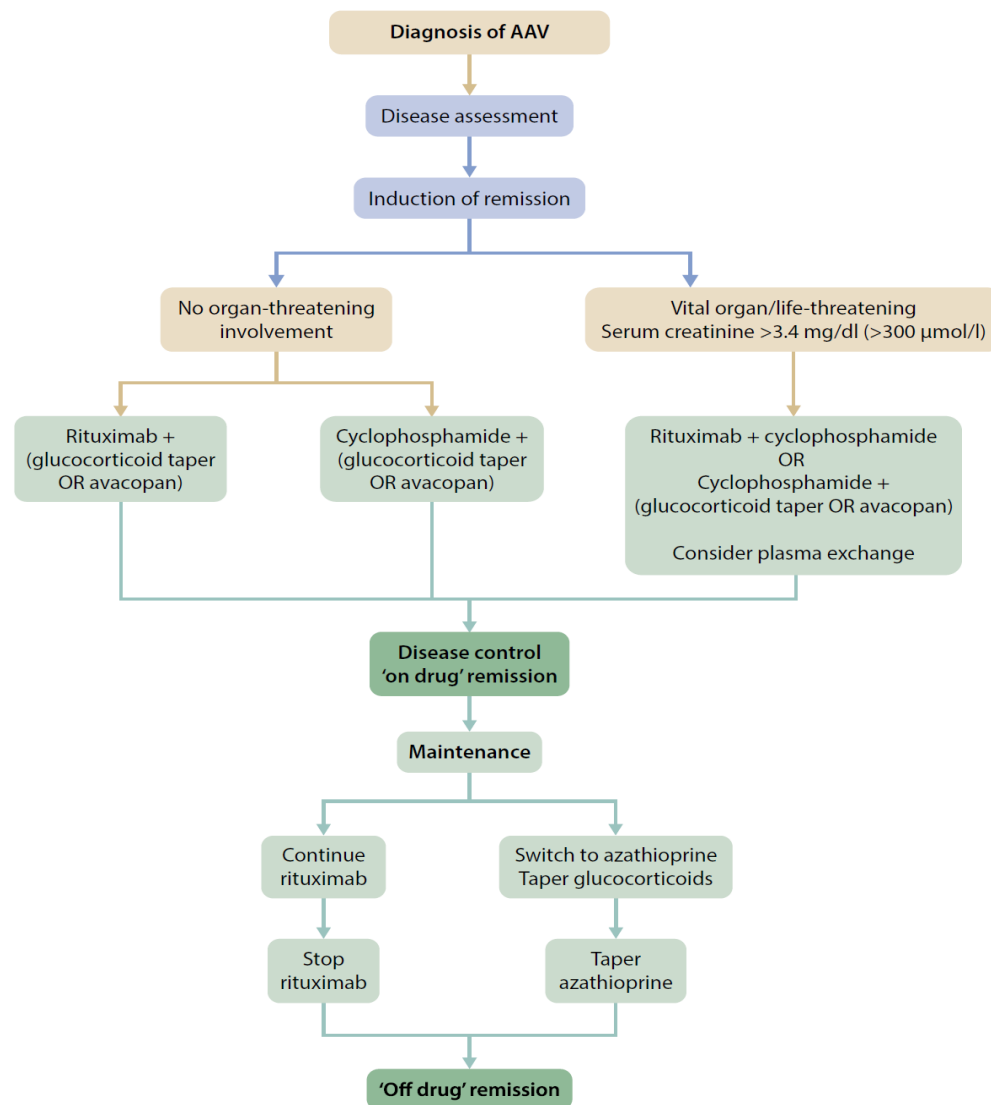 Diagnosis of AAV
Disease assessment
Induction of remission
No organ-threatening
involvement
Vital organ/life-threatening
Serum creatinine >3.4 mg/dl (>300 μmol/l)
Rituximab +
(glucocorticoid taper
OR avacopan)
Cyclophosphamide +
(glucocorticoid taper
OR avacopan)
Rituximab + cyclophosphamide
OR
Cyclophosphamide +
(glucocorticoid taper OR avacopan)
Consider plasma exchange
Disease control
‘on drug’ remission
Maintenance
Continue
rituximab
Switch to azathioprine
Taper glucocorticoids
Stop
rituximab
Taper
azathioprine
‘Off drug’ remission